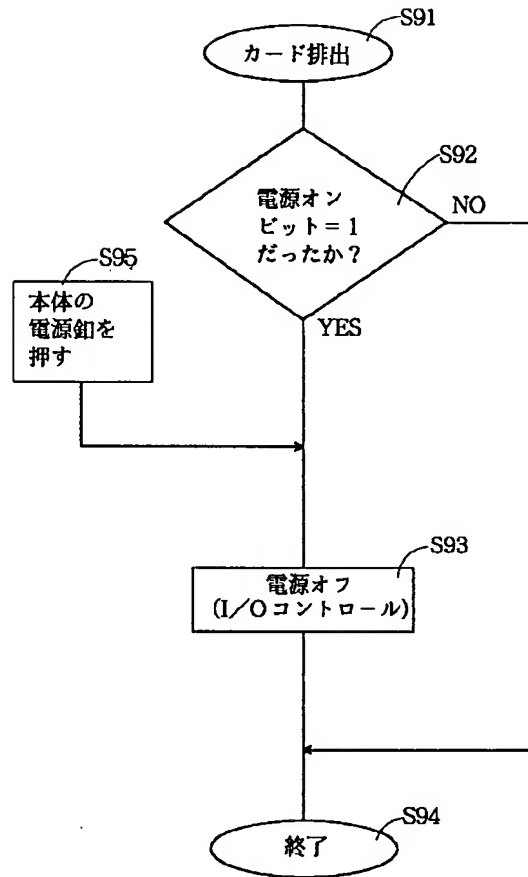 S91
カード排出
S92
電源オン
ビット=1
だったか?
NO
YES
S95
本体の
電源釦を
押す
S93
電源オフ
(I/Oコントロール)
S94
終了